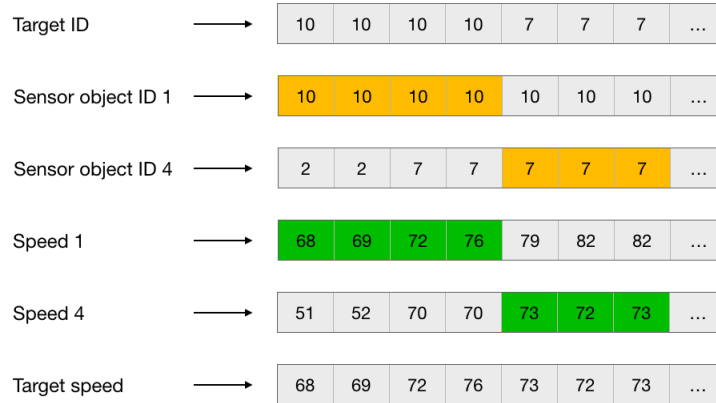 Target ID 10 10 10 10 7 7 7 ...
Sensor object ID 1 10 10 10 10 10 10 10 ...
Sensor object ID 4 2 2 7 7 7 7 7 ...
Speed 1 68 69 72 76 79 82 82 ...
Speed 4 51 52 70 70 73 72 73 ...
Target speed 68 69 72 76 73 72 73 ...